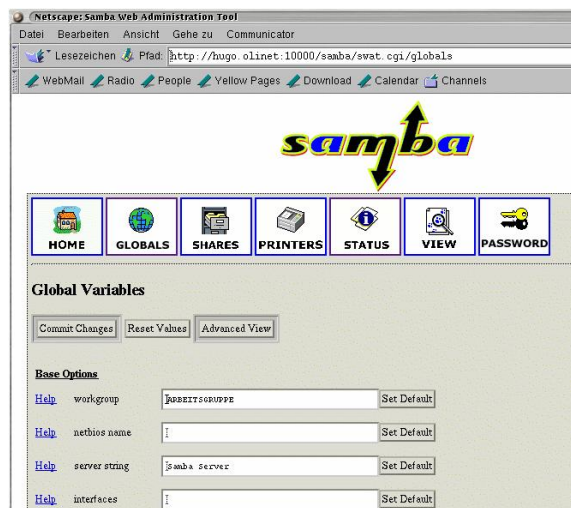 Netscape: Samba Web Administration Tool
Datei Bearbeiten Ansicht Gehe zu Communicator
Lesezeichen Pfad: http://hugo.olinet:10000/samba/swat.cgi/globals
WebMail Radio People Yellow Pages Download Calendar Channels
samba
HOME GLOBALS SHARES PRINTERS STATUS VIEW PASSWORD
Global Variables
Commit Changes Reset Values Advanced View
Base Options
Help workgroup ARBEITSGRUPPE Set Default
Help netbios name Set Default
Help server string samba server Set Default
Help interfaces Set Default